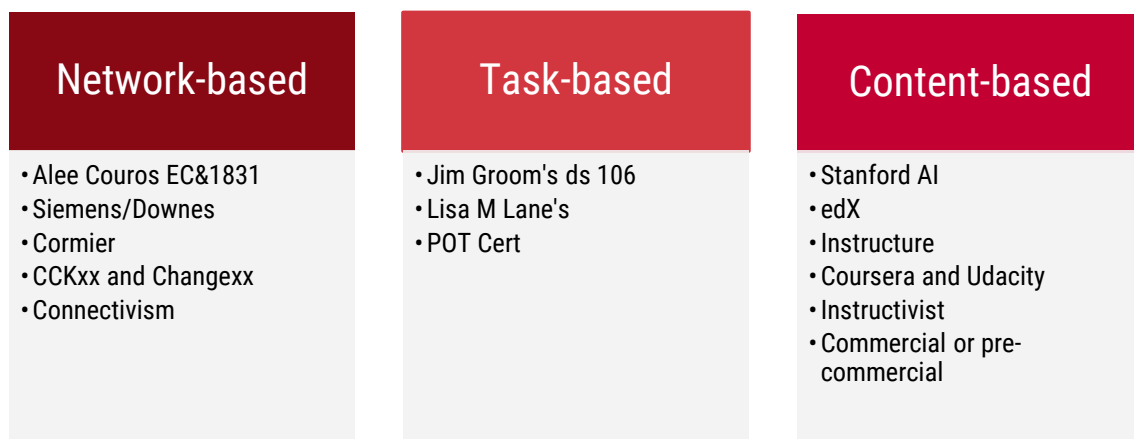 Network-based
• Alee Couros EC&1831
• Siemens/Downes
• Cormier
• CCKxx and Changexx
• Connectivism
Task-based
• Jim Groom's ds 106
• Lisa M Lane's
• POT Cert
Content-based
• Stanford AI
• edX
• Instructure
• Coursera and Udacity
• Instructivist
• Commercial or pre-
commercial